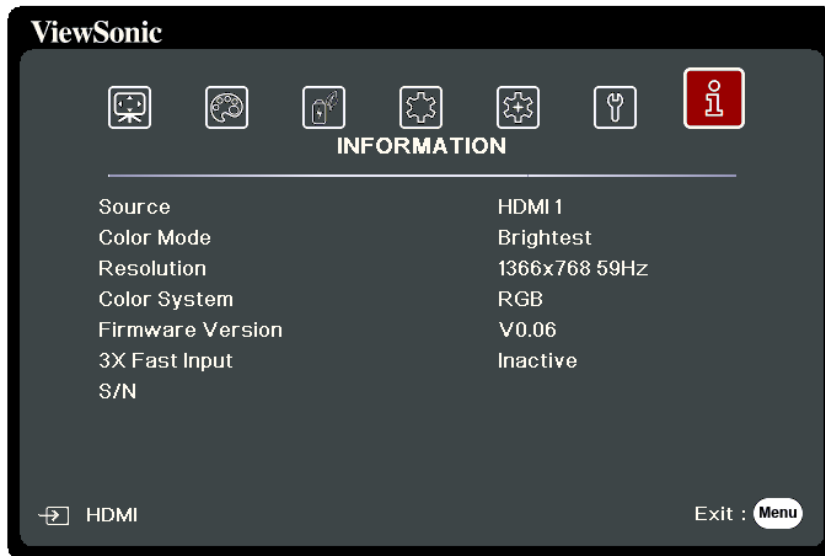 ViewSonic
INFORMATION
Source HDMI 1
Color Mode Brightest
Resolution 1366x768 59Hz
Color System RGB
Firmware Version V0.06
3X Fast Input Inactive
S/N
HDMI Exit : Menu